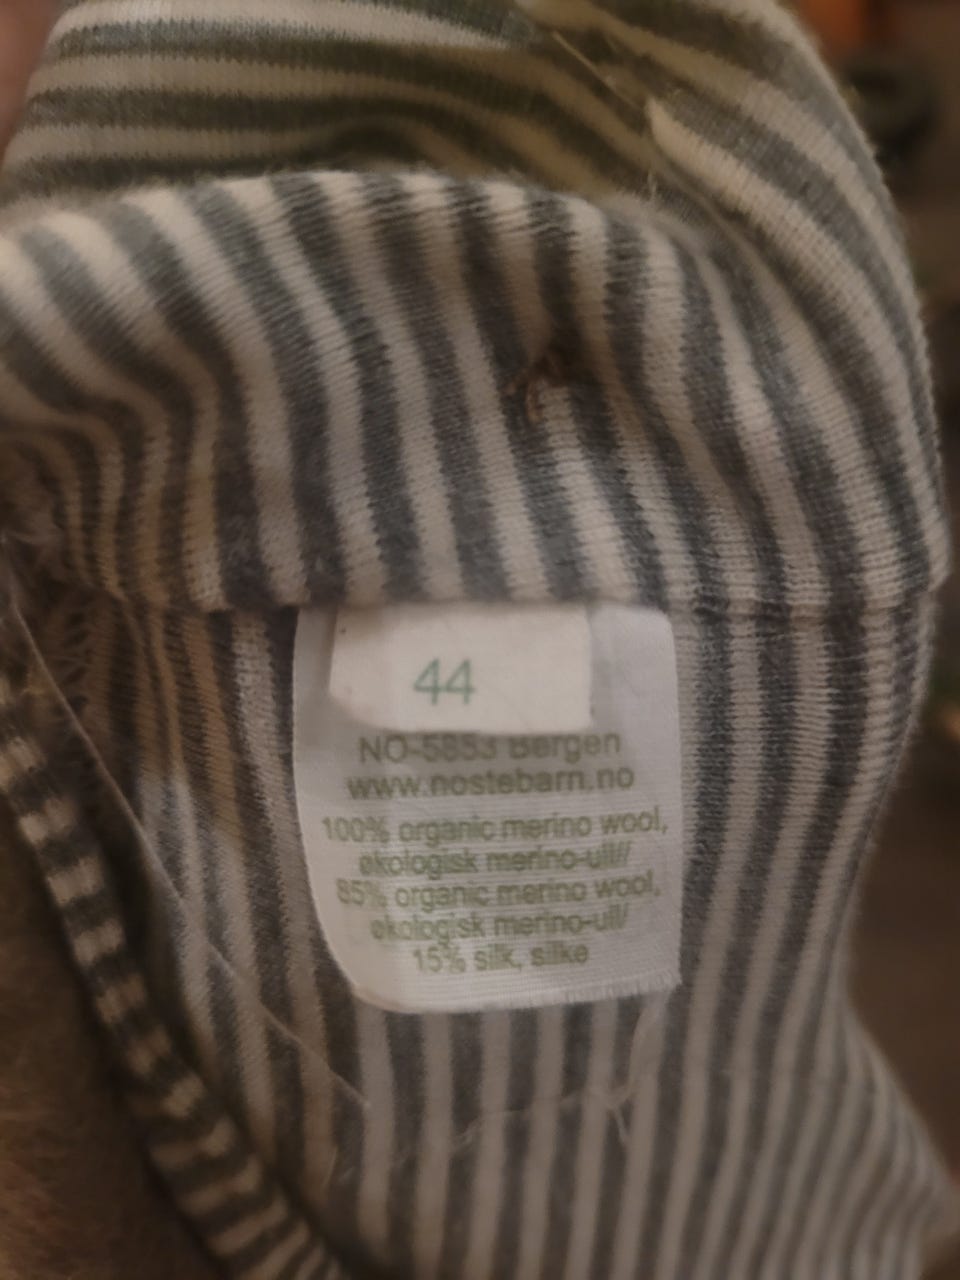 44
NO-5853 Bergen
www.nostebarn.no
100% organic merino wool,
økologisk merino-ull//
85% organic merino wool,
økologisk merino-ull/
15% silk, silke